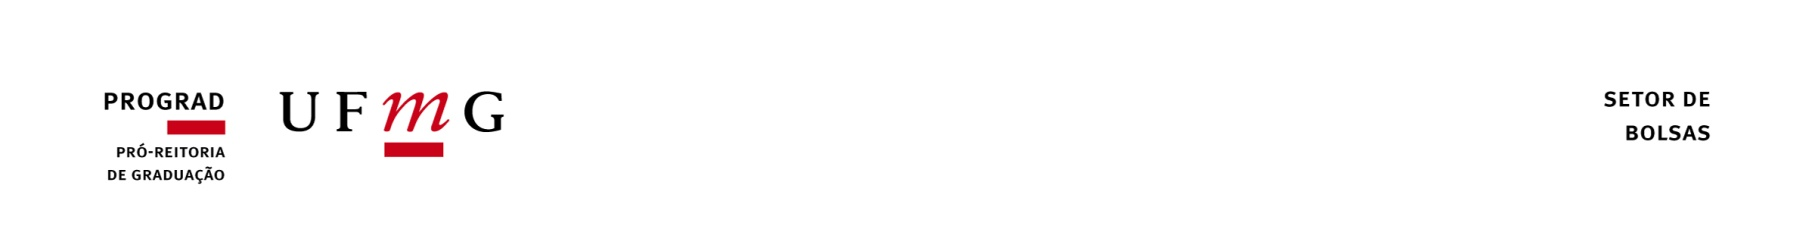 PROGRAD
PRÓ-REITORIA
DE GRADUAÇÃO
UFmG
SETOR DE
BOLSAS